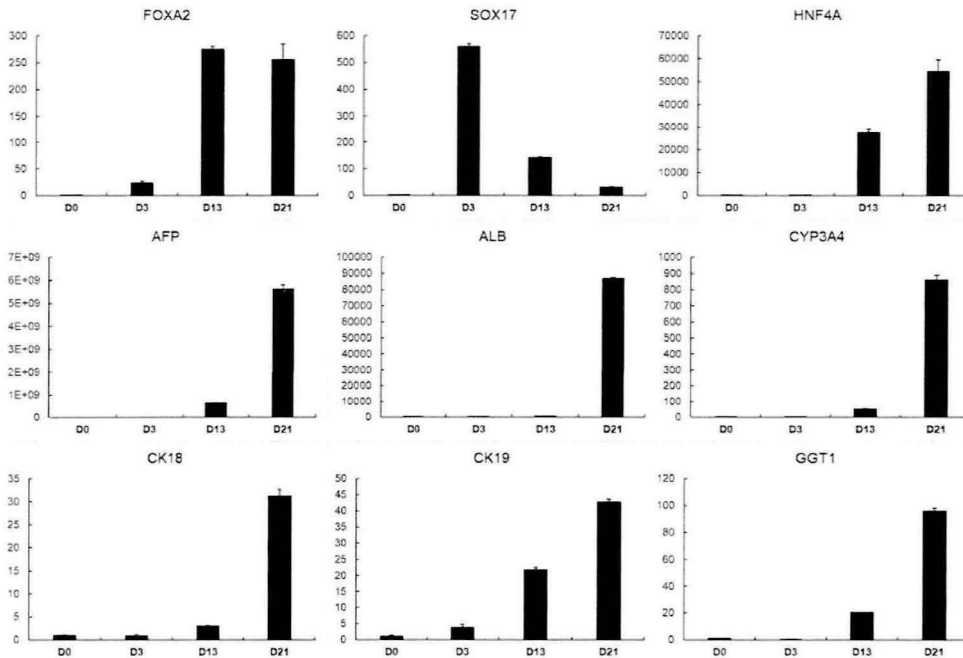 FOXA2
300
250
200
150
100
50
0
D0 D3 D13 D21
SOX17
600
500
400
300
200
100
0
D0 D3 D13 D21
HNF4A
70000
60000
50000
40000
30000
20000
10000
0
D0 D3 D13 D21
AFP
7E+09
6E+09
5E+09
4E+09
3E+09
2E+09
1E+09
0
D0 D3 D13 D21
ALB
100000
90000
80000
70000
60000
50000
40000
30000
20000
10000
0
D0 D3 D13 D21
CYP3A4
1000
900
800
700
600
500
400
300
200
100
0
D0 D3 D13 D21
CK18
35
30
25
20
15
10
5
0
D0 D3 D13 D21
CK19
50
45
40
35
30
25
20
15
10
5
0
D0 D3 D13 D21
GGT1
120
100
80
60
40
20
0
D0 D3 D13 D21